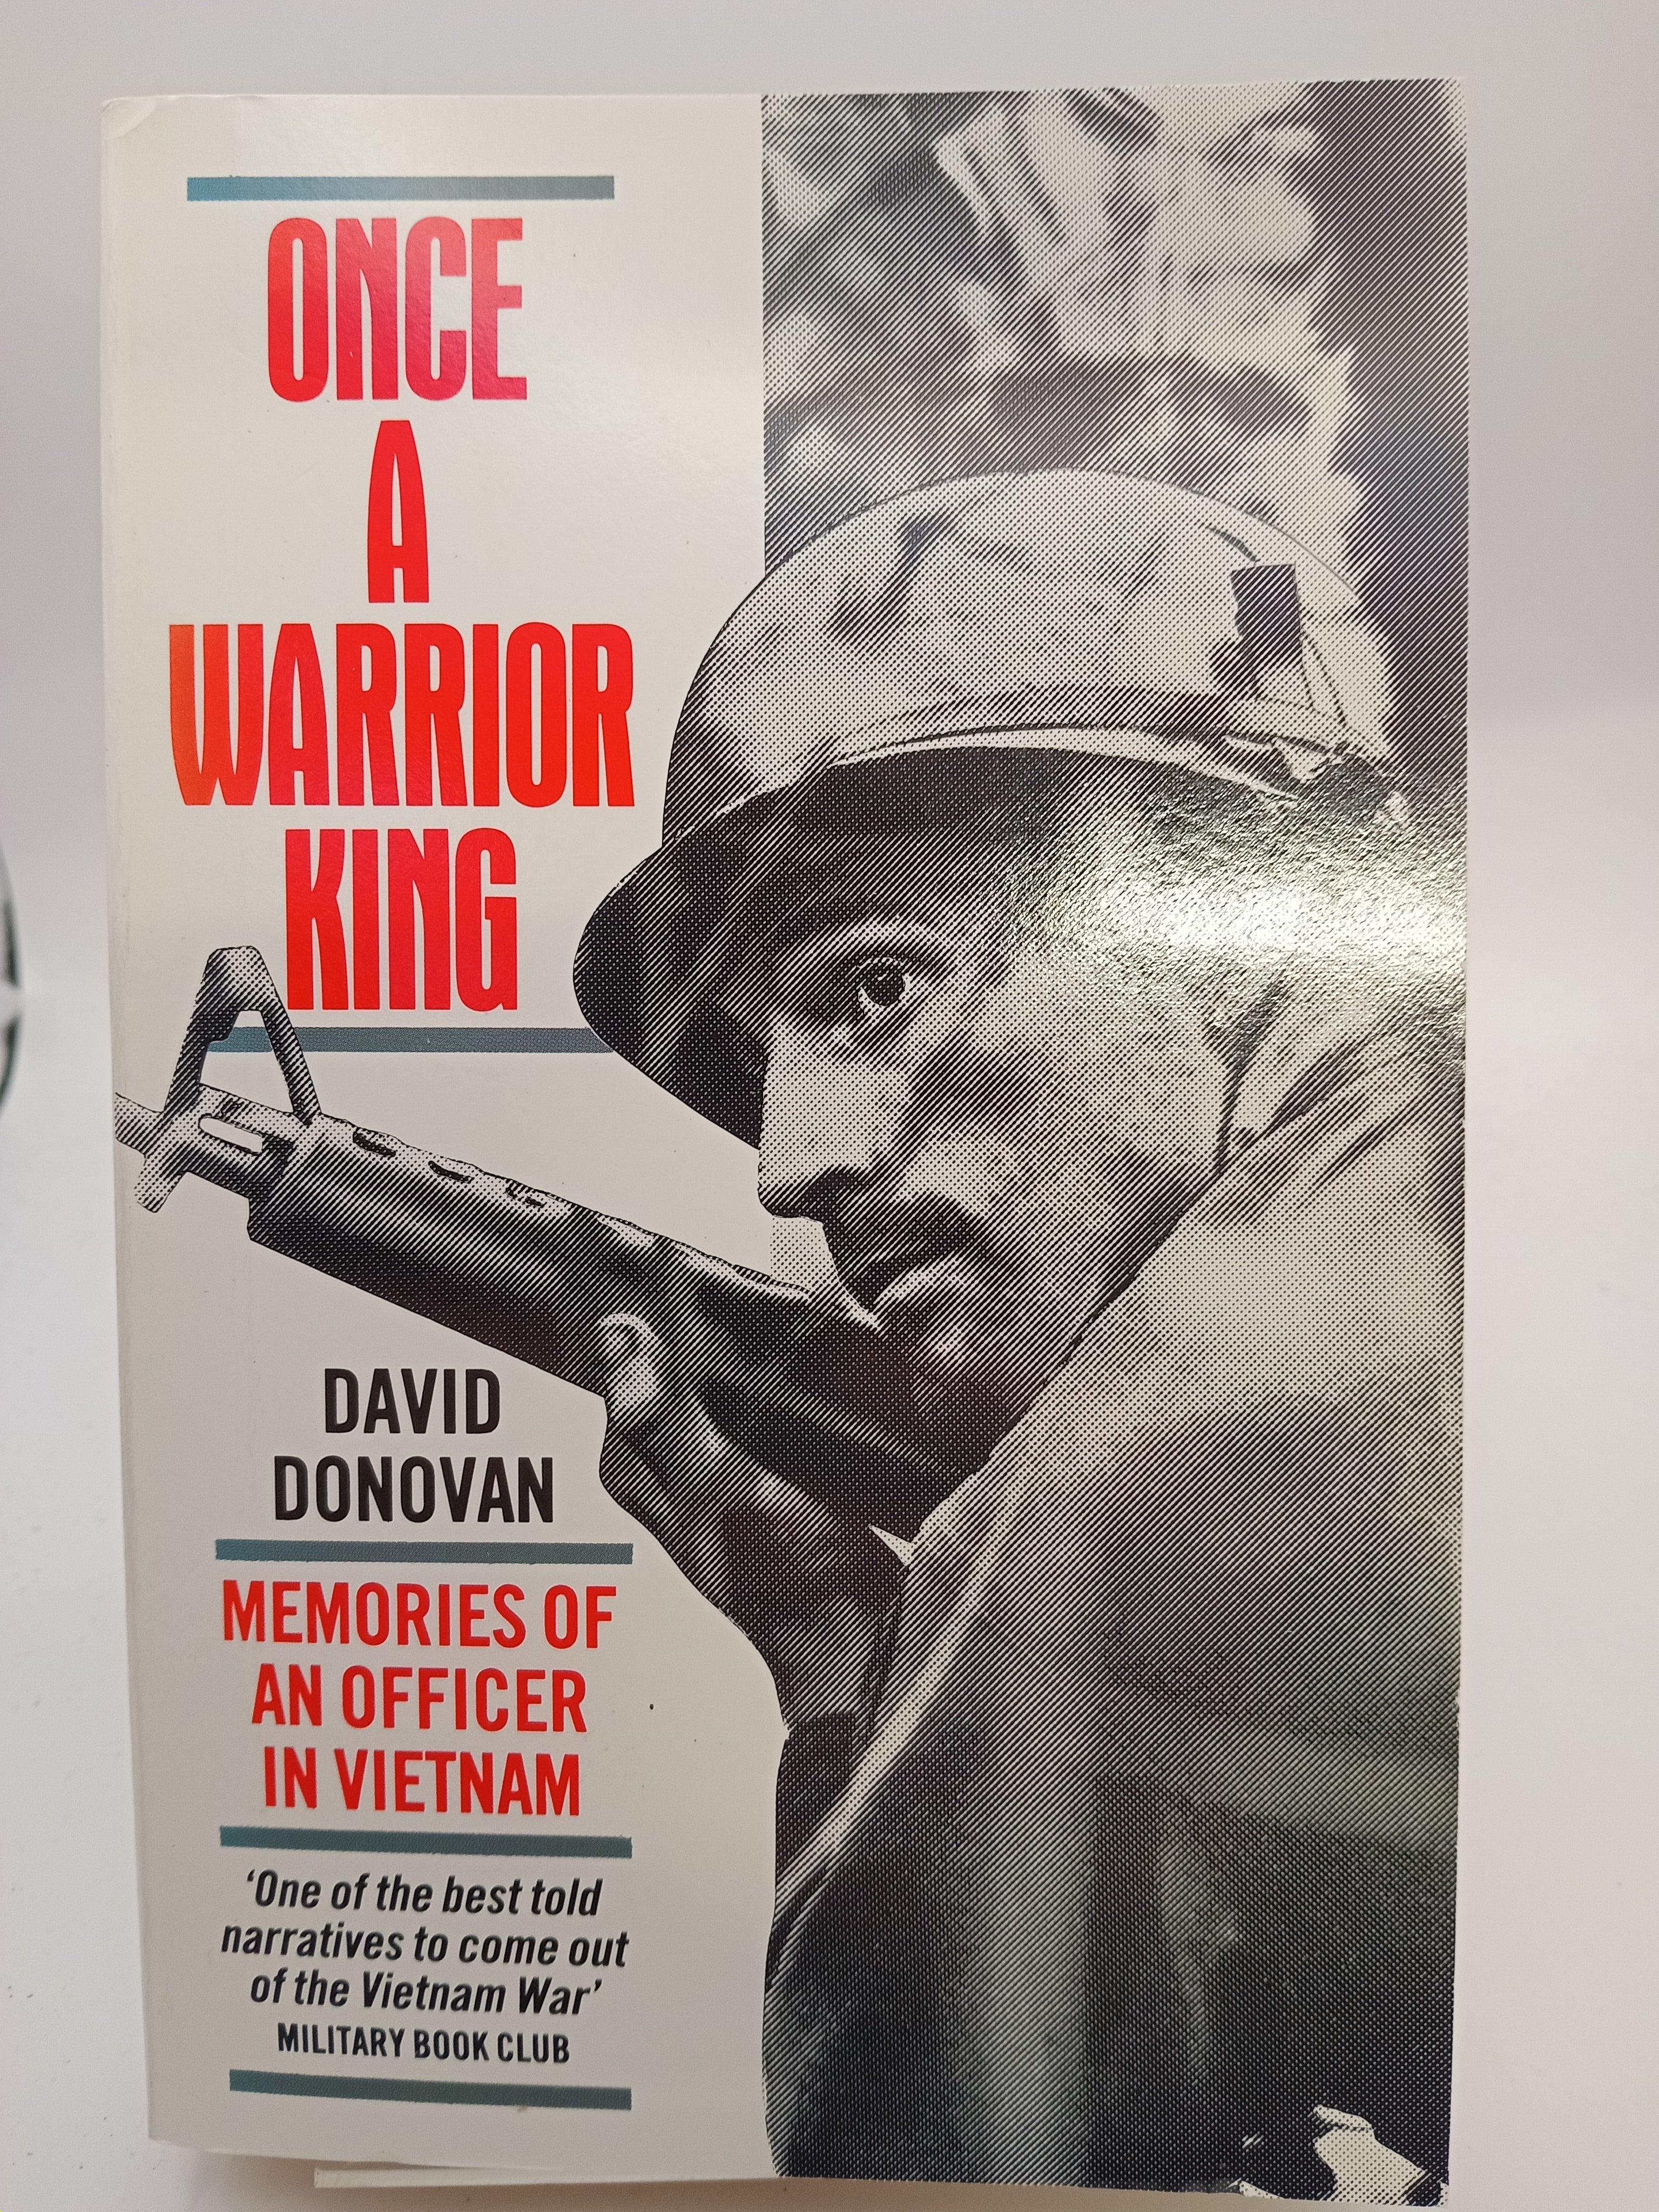 ONCE
A
WARRIOR
KING
DAVID
DONOVAN
MEMORIES OF
AN OFFICER
IN VIETNAM
‘One of the best told
narratives to come out
of the Vietnam War’
MILITARY BOOK CLUB